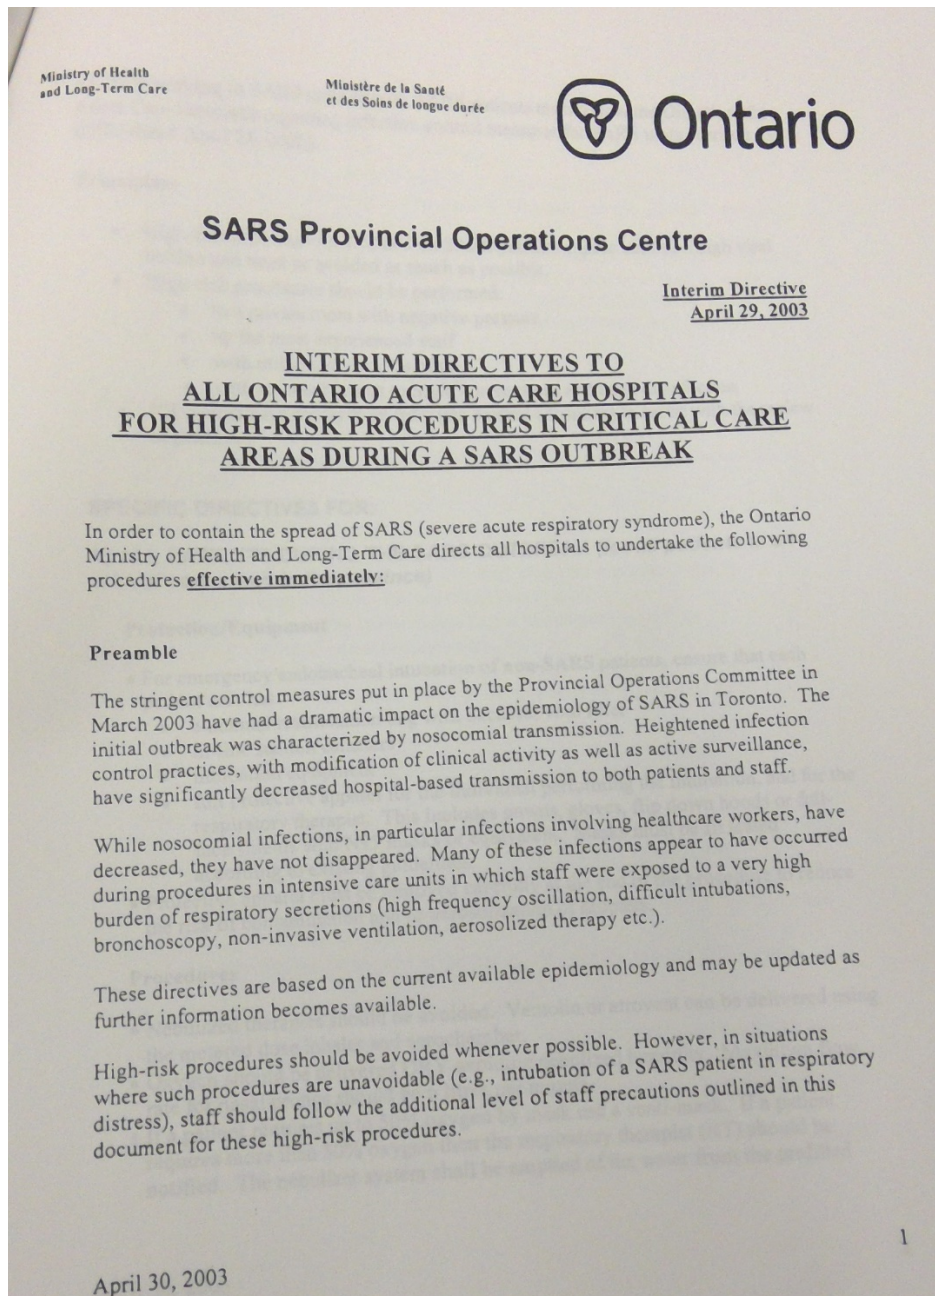 Ministry of Health
and Long-Term Care
Ministère de la Santé
et des Soins de longue durée
Ontario
SARS Provincial Operations Centre
Interim Directive
April 29, 2003
INTERIM DIRECTIVES TO
ALL ONTARIO ACUTE CARE HOSPITALS
FOR HIGH-RISK PROCEDURES IN CRITICAL CARE
AREAS DURING A SARS OUTBREAK
In order to contain the spread of SARS (severe acute respiratory syndrome), the Ontario
Ministry of Health and Long-Term Care directs all hospitals to undertake the following
procedures effective immediately:
Preamble
The stringent control measures put in place by the Provincial Operations Committee in
March 2003 have had a dramatic impact on the epidemiology of SARS in Toronto. The
initial outbreak was characterized by nosocomial transmission. Heightened infection
control practices, with modification of clinical activity as well as active surveillance,
have significantly decreased hospital-based transmission to both patients and staff.
While nosocomial infections, in particular infections involving healthcare workers, have
decreased, they have not disappeared. Many of these infections appear to have occurred
during procedures in intensive care units in which staff were exposed to a very high
burden of respiratory secretions (high frequency oscillation, difficult intubations,
bronchoscopy, non-invasive ventilation, aerosolized therapy etc.).
These directives are based on the current available epidemiology and may be updated as
further information becomes available.
High-risk procedures should be avoided whenever possible. However, in situations
where such procedures are unavoidable (e.g., intubation of a SARS patient in respiratory
distress), staff should follow the additional level of staff precautions outlined in this
document for these high-risk procedures.
1
April 30, 2003